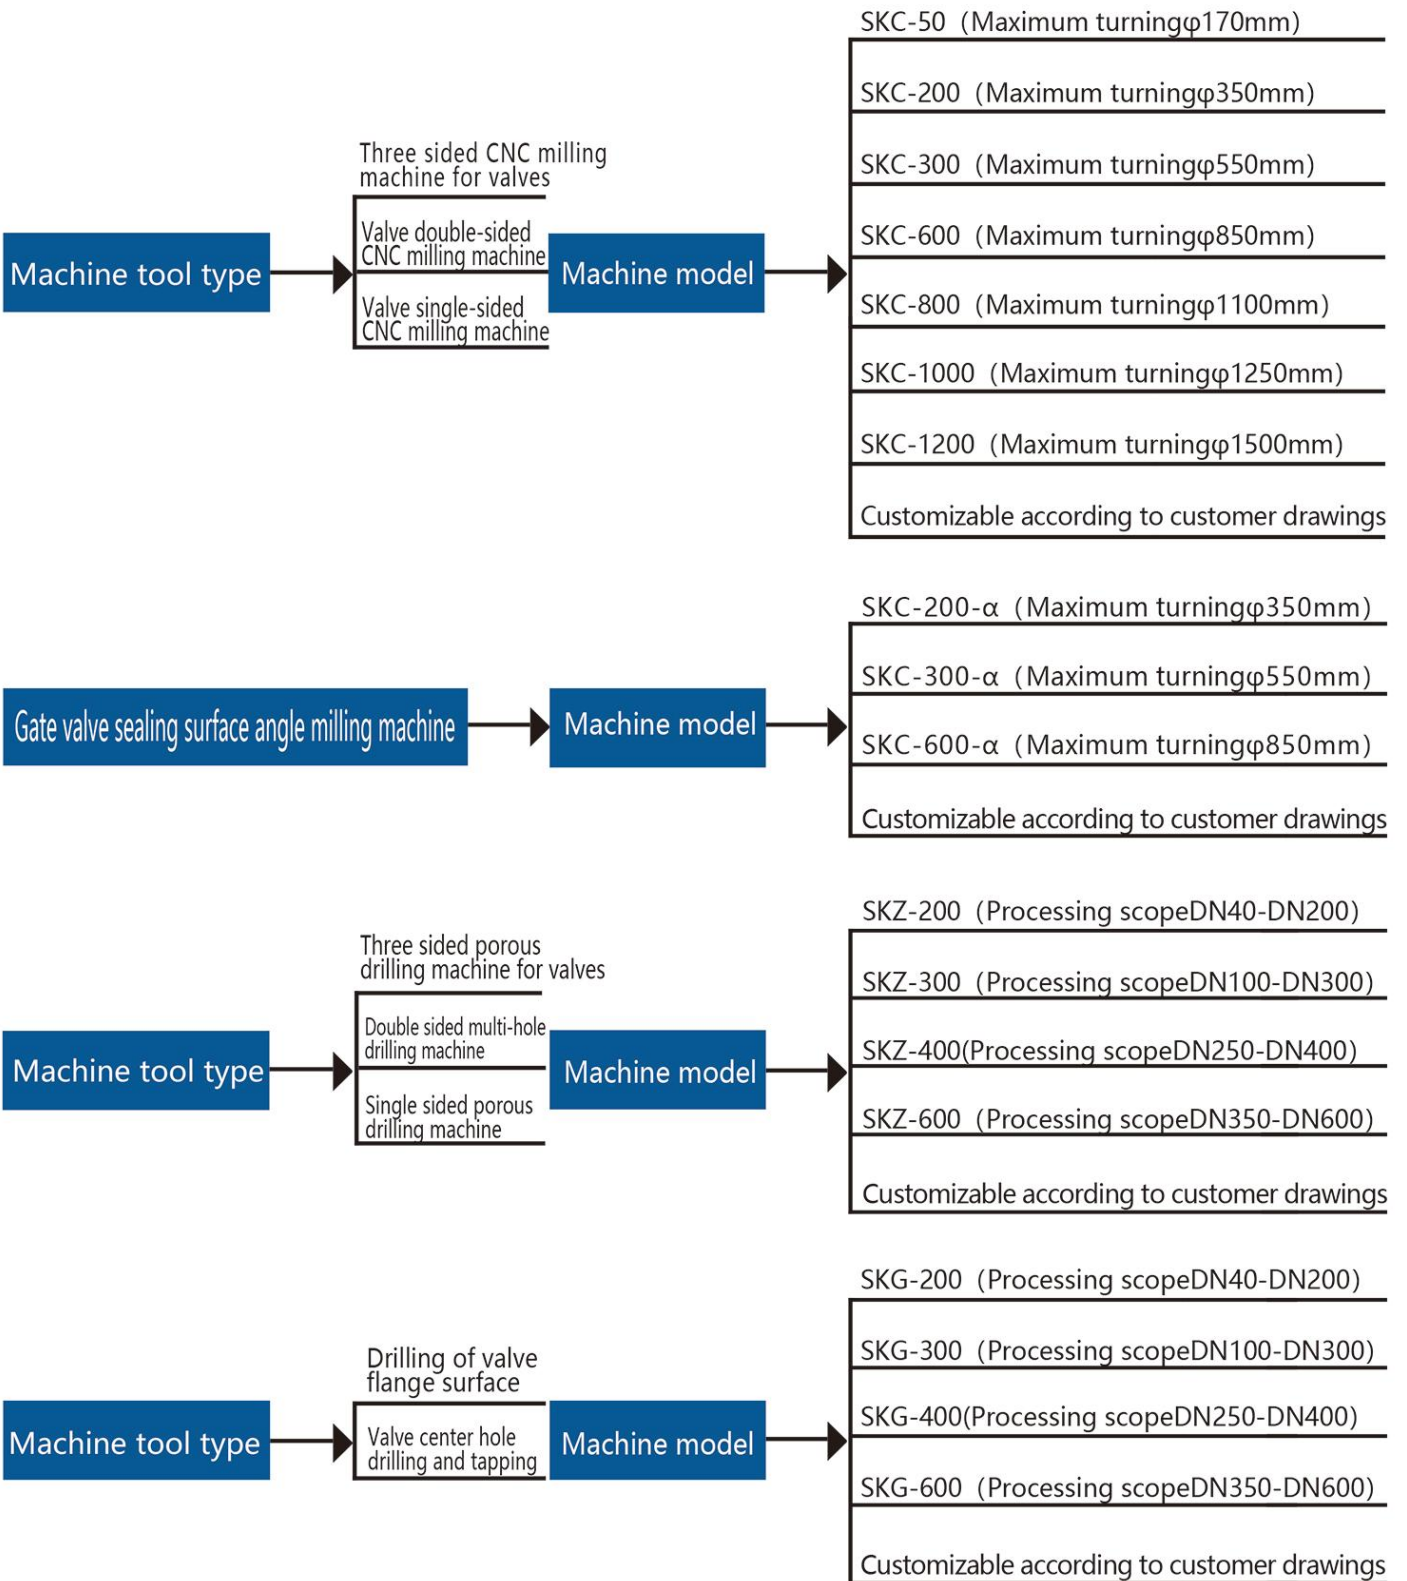 Machine tool type
Three sided CNC milling
machine for valves
Valve double-sided
CNC milling machine
Valve single-sided
CNC milling machine
Machine model
SKC-50（Maximum turningφ170mm）
SKC-200（Maximum turningφ350mm）
SKC-300（Maximum turningφ550mm）
SKC-600（Maximum turningφ850mm）
SKC-800（Maximum turningφ1100mm）
SKC-1000（Maximum turningφ1250mm）
SKC-1200（Maximum turningφ1500mm）
Customizable according to customer drawings
Gate valve sealing surface angle milling machine
Machine model
SKC-200-α（Maximum turningφ350mm）
SKC-300-α（Maximum turningφ550mm）
SKC-600-α（Maximum turningφ850mm）
Customizable according to customer drawings
Machine tool type
Three sided porous
drilling machine for valves
Double sided multi-hole
drilling machine
Single sided porous
drilling machine
Machine model
SKZ-200（Processing scopeDN40-DN200）
SKZ-300（Processing scopeDN100-DN300）
SKZ-400(Processing scopeDN250-DN400）
SKZ-600（Processing scopeDN350-DN600）
Customizable according to customer drawings
Machine tool type
Drilling of valve
flange surface
Valve center hole
drilling and tapping
Machine model
SKG-200（Processing scopeDN40-DN200）
SKG-300（Processing scopeDN100-DN300）
SKG-400(Processing scopeDN250-DN400）
SKG-600（Processing scopeDN350-DN600）
Customizable according to customer drawings